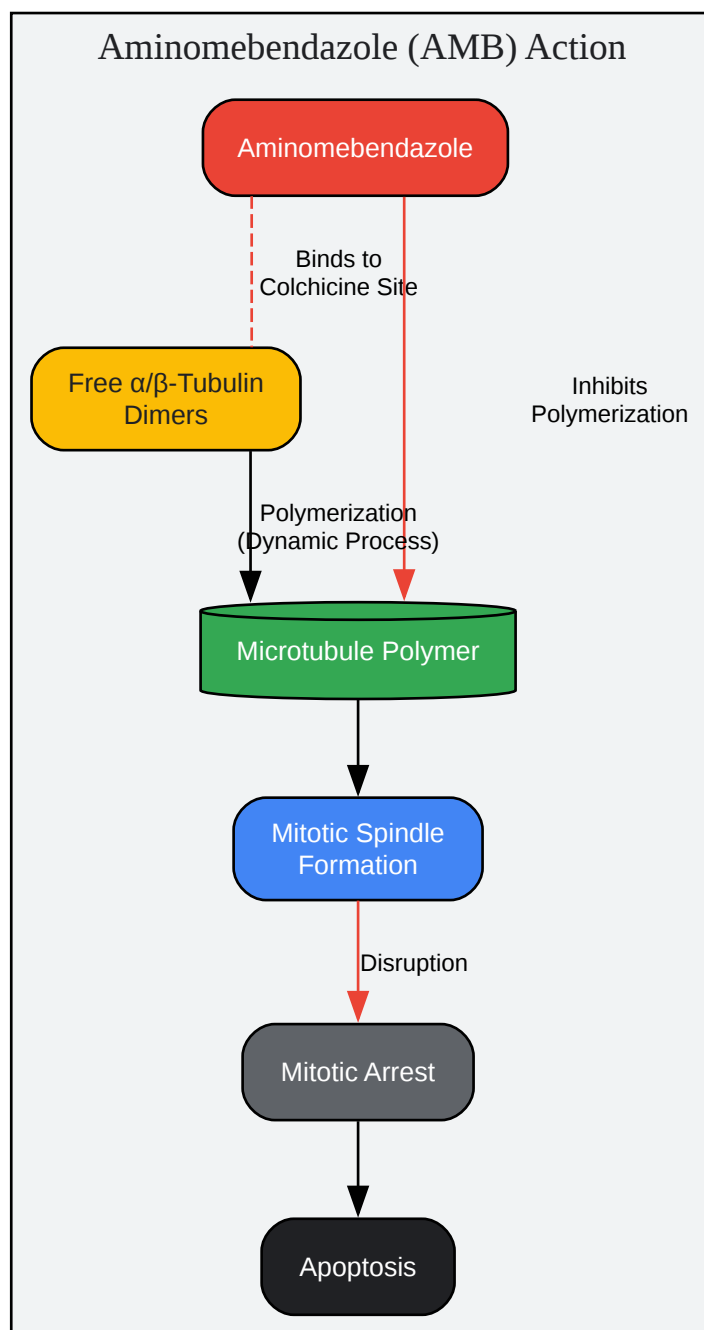 Aminomebendazole (AMB) Action
Aminomebendazole
Binds to
Colchicine Site
Free α/β-Tubulin
Dimers
Inhibits
Polymerization
Polymerization
(Dynamic Process)
Microtubule Polymer
Mitotic Spindle
Formation
Disruption
Mitotic Arrest
Apoptosis